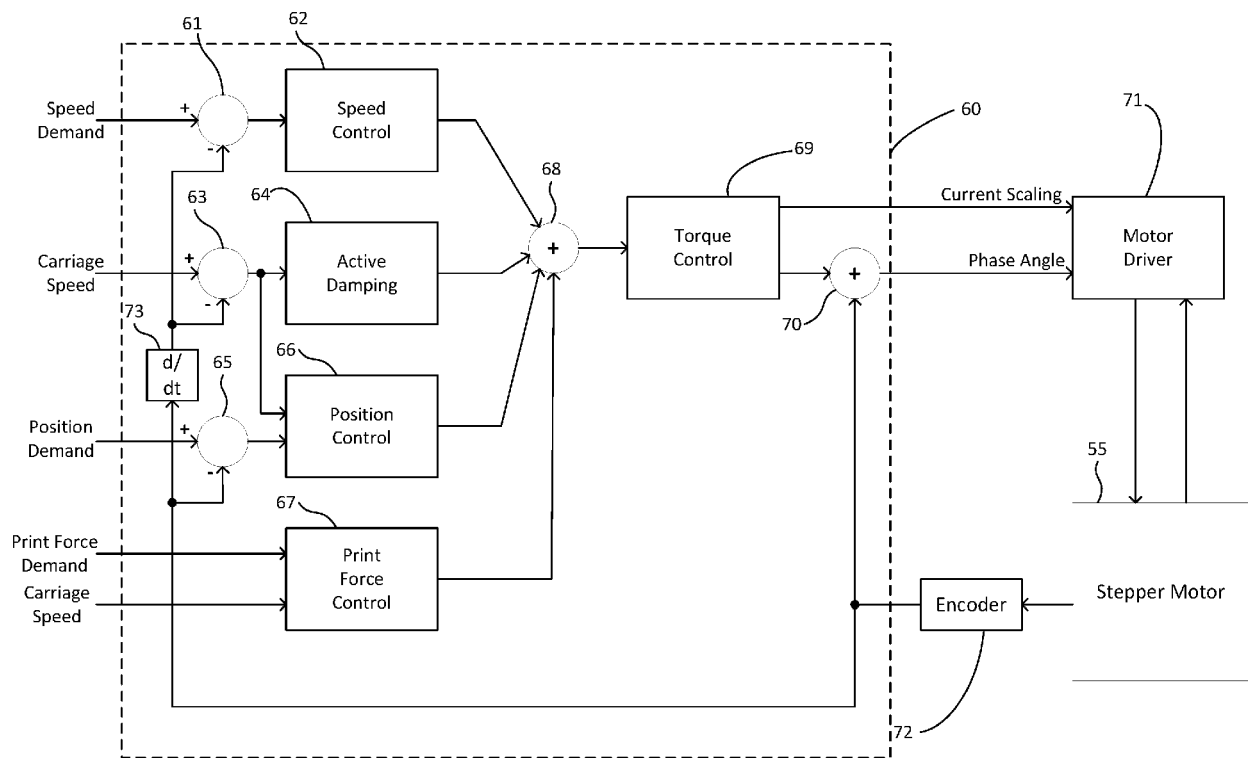 61
62
Speed
Demand
+
-
Speed
Control
60
71
63
64
68
69
Current Scaling
Carriage
Speed
+
-
Active
Damping
+
Torque
Control
+
Phase Angle
Motor
Driver
70
73
d/
dt
65
66
Position
Demand
+
-
Position
Control
55
67
Print Force
Demand
Carriage
Speed
Print
Force
Control
Encoder
Stepper Motor
72